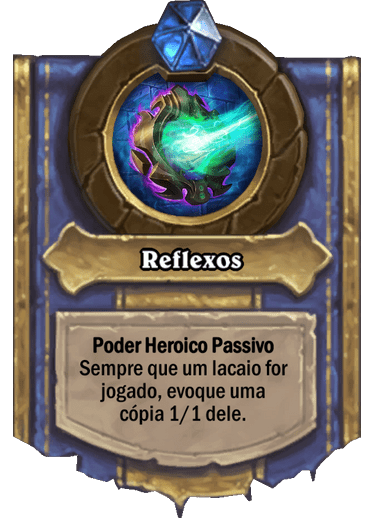 Reflexos
Poder Heroico Passivo
Sempre que um lacaio for
jogado, evoque uma
cópia 1/1 dele.